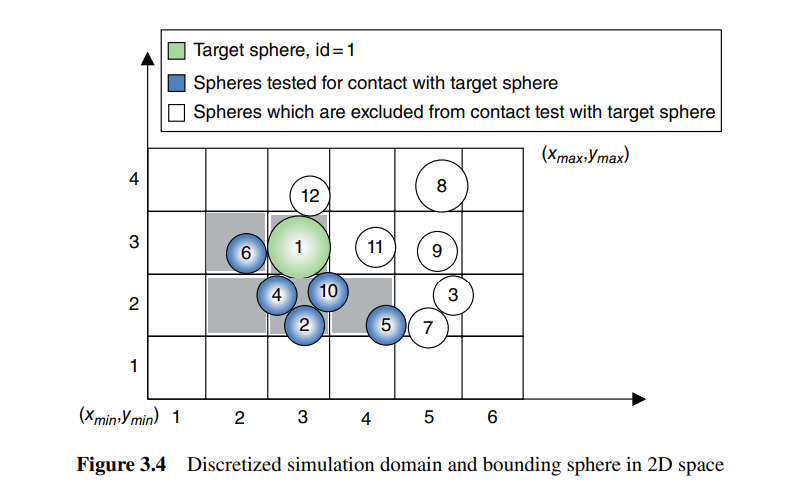 Target sphere, id = 1
Spheres tested for contact with target sphere
Spheres which are excluded from contact test with target sphere
(xmax,ymax)
4
12
8
3
6
1
11
9
2
4
10
3
2
5
7
1
(xmin,ymin) 1 2 3 4 5 6
Figure 3.4 Discretized simulation domain and bounding sphere in 2D space